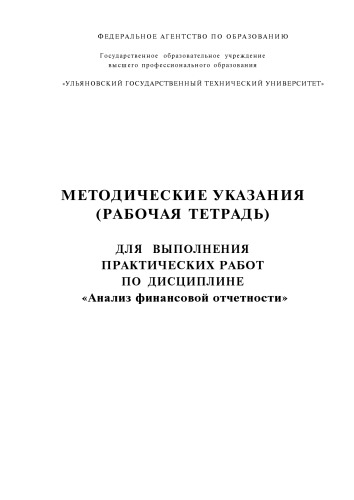 ФЕДЕРАЛЬНОЕ АГЕНТСТВО ПО ОБРАЗОВАНИЮ
Государственное образовательное учреждение
высшего профессионального образования
«УЛЬЯНОВСКИЙ ГОСУДАРСТВЕННЫЙ ТЕХНИЧЕСКИЙ УНИВЕРСИТЕТ»
МЕТОДИЧЕСКИЕ УКАЗАНИЯ
(РАБОЧАЯ ТЕТРАДЬ)
ДЛЯ ВЫПОЛНЕНИЯ
ПРАКТИЧЕСКИХ РАБОТ
ПО ДИСЦИПЛИНЕ
«Анализ финансовой отчетности»